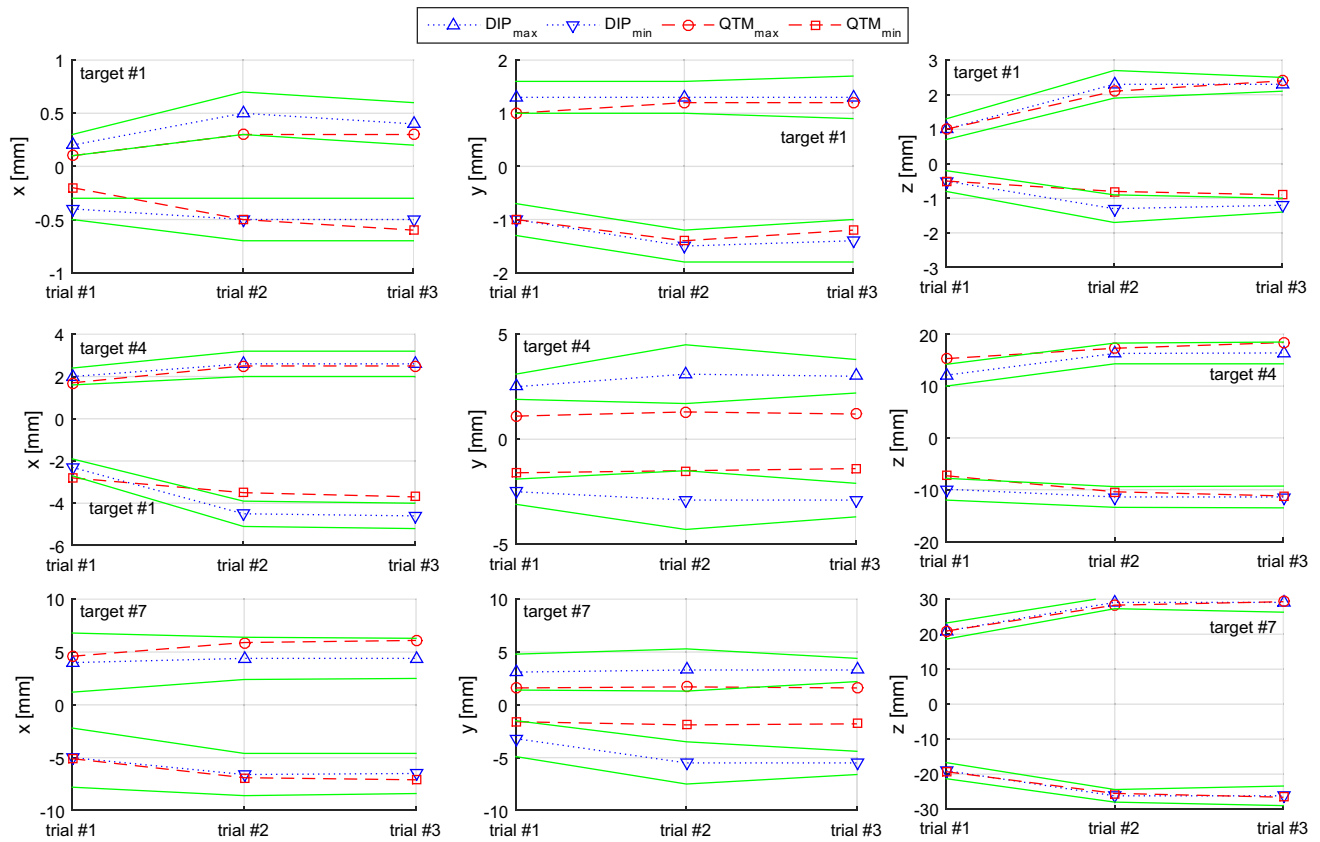 DIPmax DIPmin QTMmax QTMmin
target #1
x [mm]
1
0.5
0
-0.5
-1
trial #1 trial #2 trial #3
target #1
y [mm]
2
1
0
-1
-2
trial #1 trial #2 trial #3
target #1
z [mm]
3
2
1
0
-1
-2
-3
trial #1 trial #2 trial #3
target #4
x [mm]
4
2
0
-2
-4
-6
target #1
trial #1 trial #2 trial #3
target #4
y [mm]
5
0
-5
trial #1 trial #2 trial #3
target #4
z [mm]
20
10
0
-10
-20
trial #1 trial #2 trial #3
target #7
x [mm]
10
5
0
-5
-10
trial #1 trial #2 trial #3
target #7
y [mm]
10
5
0
-5
-10
trial #1 trial #2 trial #3
target #7
z [mm]
30
20
10
0
-10
-20
-30
trial #1 trial #2 trial #3